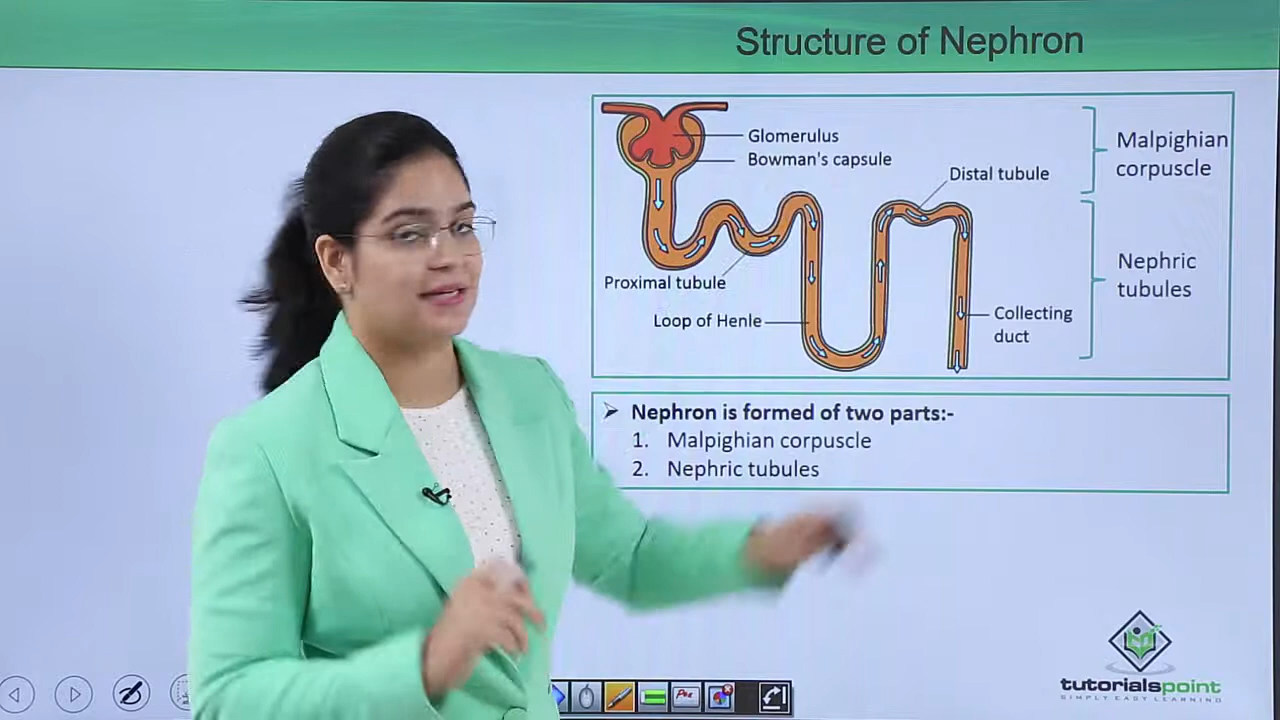 Structure of Nephron
Glomerulus
Bowman's capsule
Distal tubule
Proximal tubule
Loop of Henle
Collecting
duct
Malpighian
corpuscle
Nephric
tubules
➤ Nephron is formed of two parts:-
1. Malpighian corpuscle
2. Nephric tubules
tutorialspoint
SIMPLY EASY LEARNING